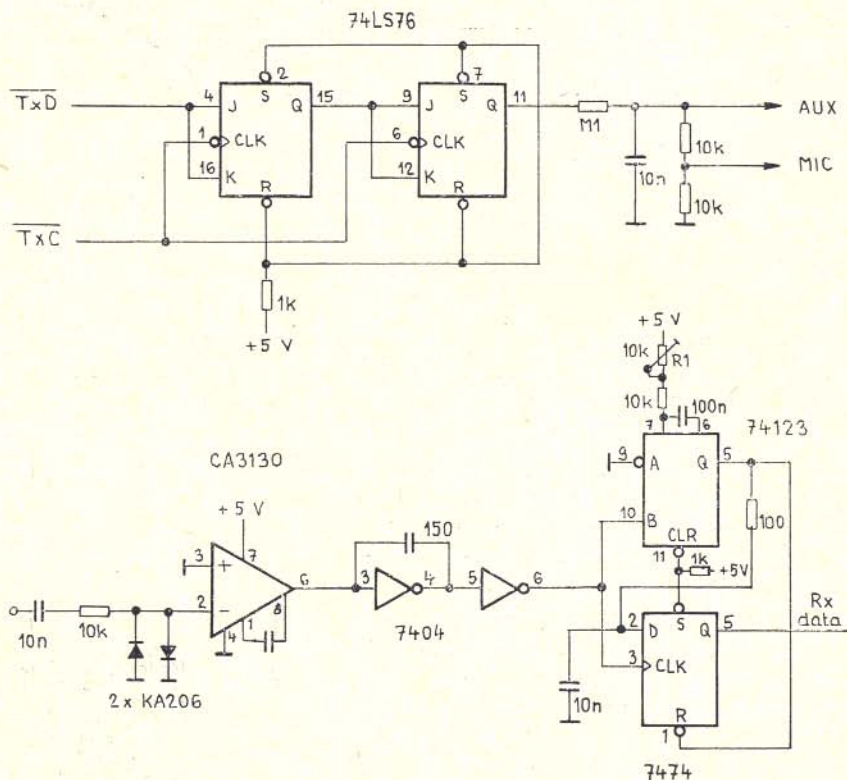 74LS76
TxD
4
J
S
2
Q
15
1
CLK
16
K
R
9
J
S
7
Q
11
6
CLK
12
K
R
M1
AUX
10n
10k
MIC
10k
TxC
1k
+5 V
+5 V
10k
R1
10k
100n
7
6
74123
9
A
Q
5
10
B
CLR
11
100
1k
+5V
CA3130
+5 V
3
+
7
6
2
-
4
1
8
10n
10k
2x KA206
150
3
4
5
6
7404
S
2
D
Q
5
Rx
data
3
CLK
R
1
10n
7474